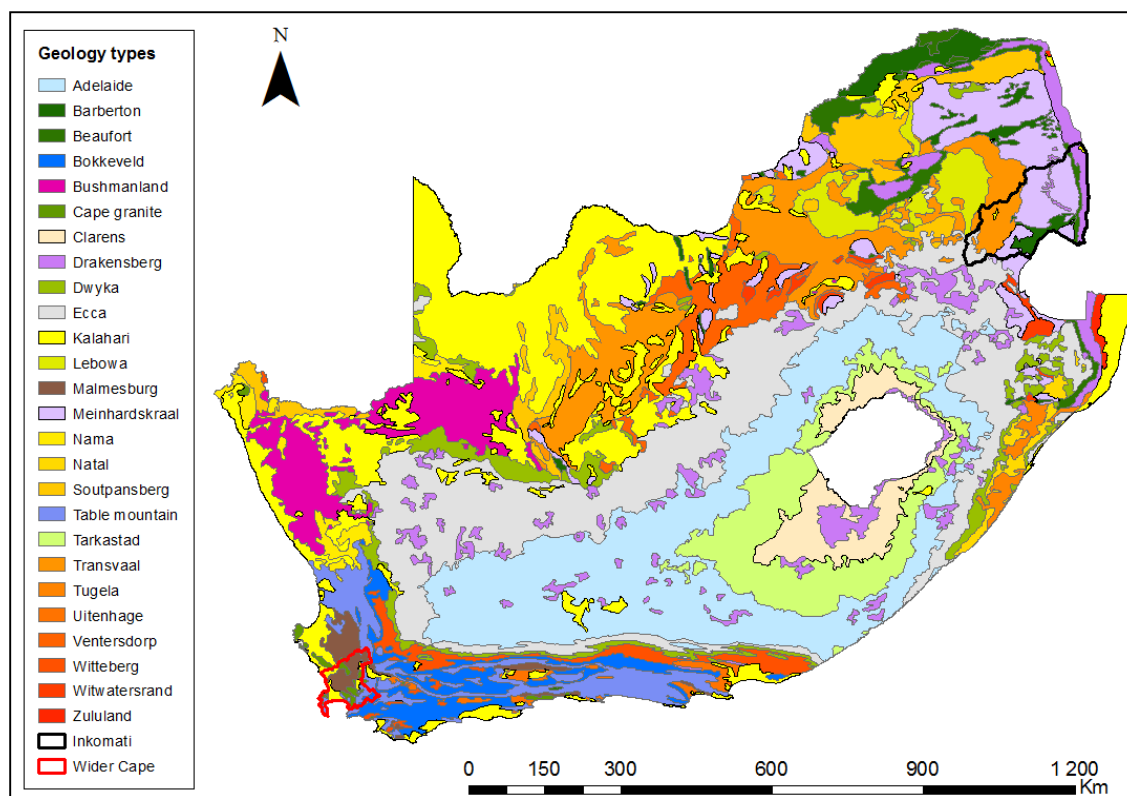 Geology types
Adelaide
Barberton
Beaufort
Bokkeveld
Bushmanland
Cape granite
Clarens
Drakensberg
Dwyka
Ecca
Kalahari
Lebowa
Malmesburg
Meinhardskraal
Nama
Natal
Soutpansberg
Table mountain
Tarkastad
Transvaal
Tugela
Uitenhage
Ventersdorp
Witteberg
Witwatersrand
Zululand
Inkomati
Wider Cape
N
0 150 300 600 900 1 200
Km